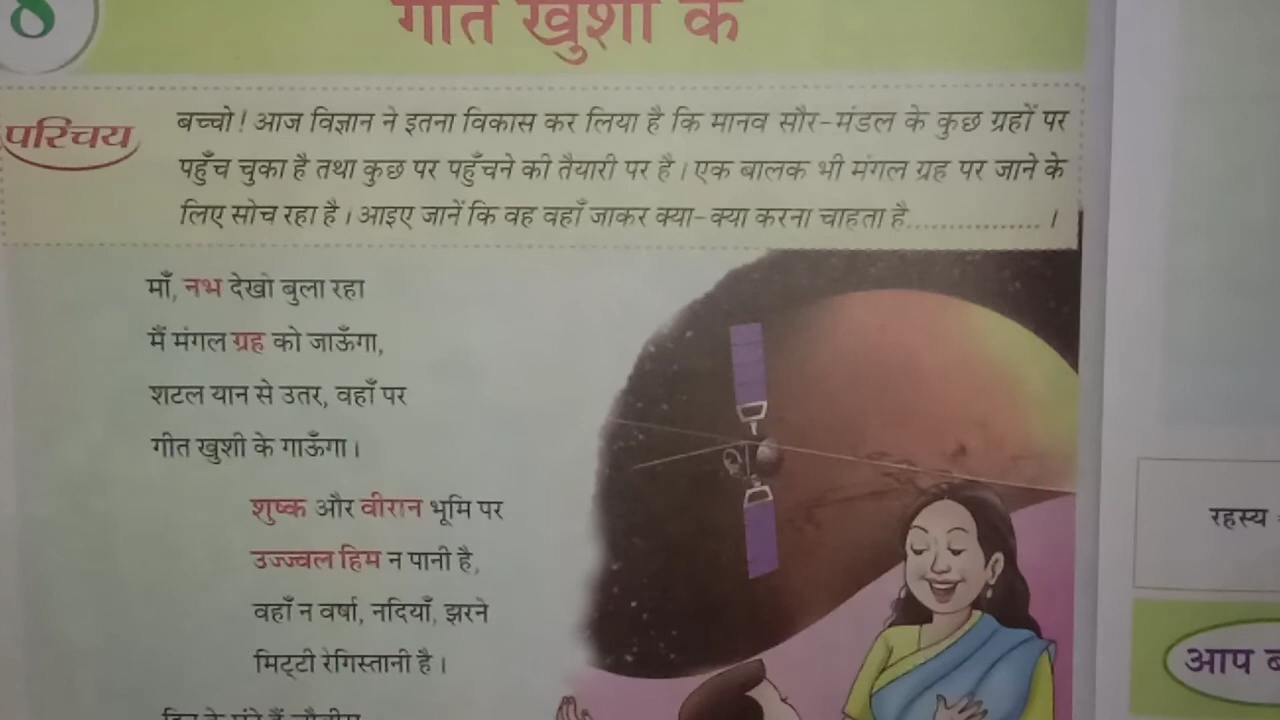 8
गीत खुशी के
परिचय
बच्चो! आज विज्ञान ने इतना विकास कर लिया है कि मानव सौर-मंडल के कुछ ग्रहों पर
पहुँच चुका है तथा कुछ पर पहुँचने की तैयारी पर है। एक बालक भी मंगल ग्रह पर जाने के
लिए सोच रहा है। आइए जानें कि वह वहाँ जाकर क्या-क्या करना चाहता है................।
माँ, नभ देखो बुला रहा
मैं मंगल ग्रह को जाऊँगा,
शटल यान से उतर, वहाँ पर
गीत खुशी के गाऊँगा।
शुष्क और वीरान भूमि पर
उज्ज्वल हिम न पानी है,
वहाँ न वर्षा, नदियाँ, झरने
मिट्टी रेगिस्तानी है।
रहस्य
आप